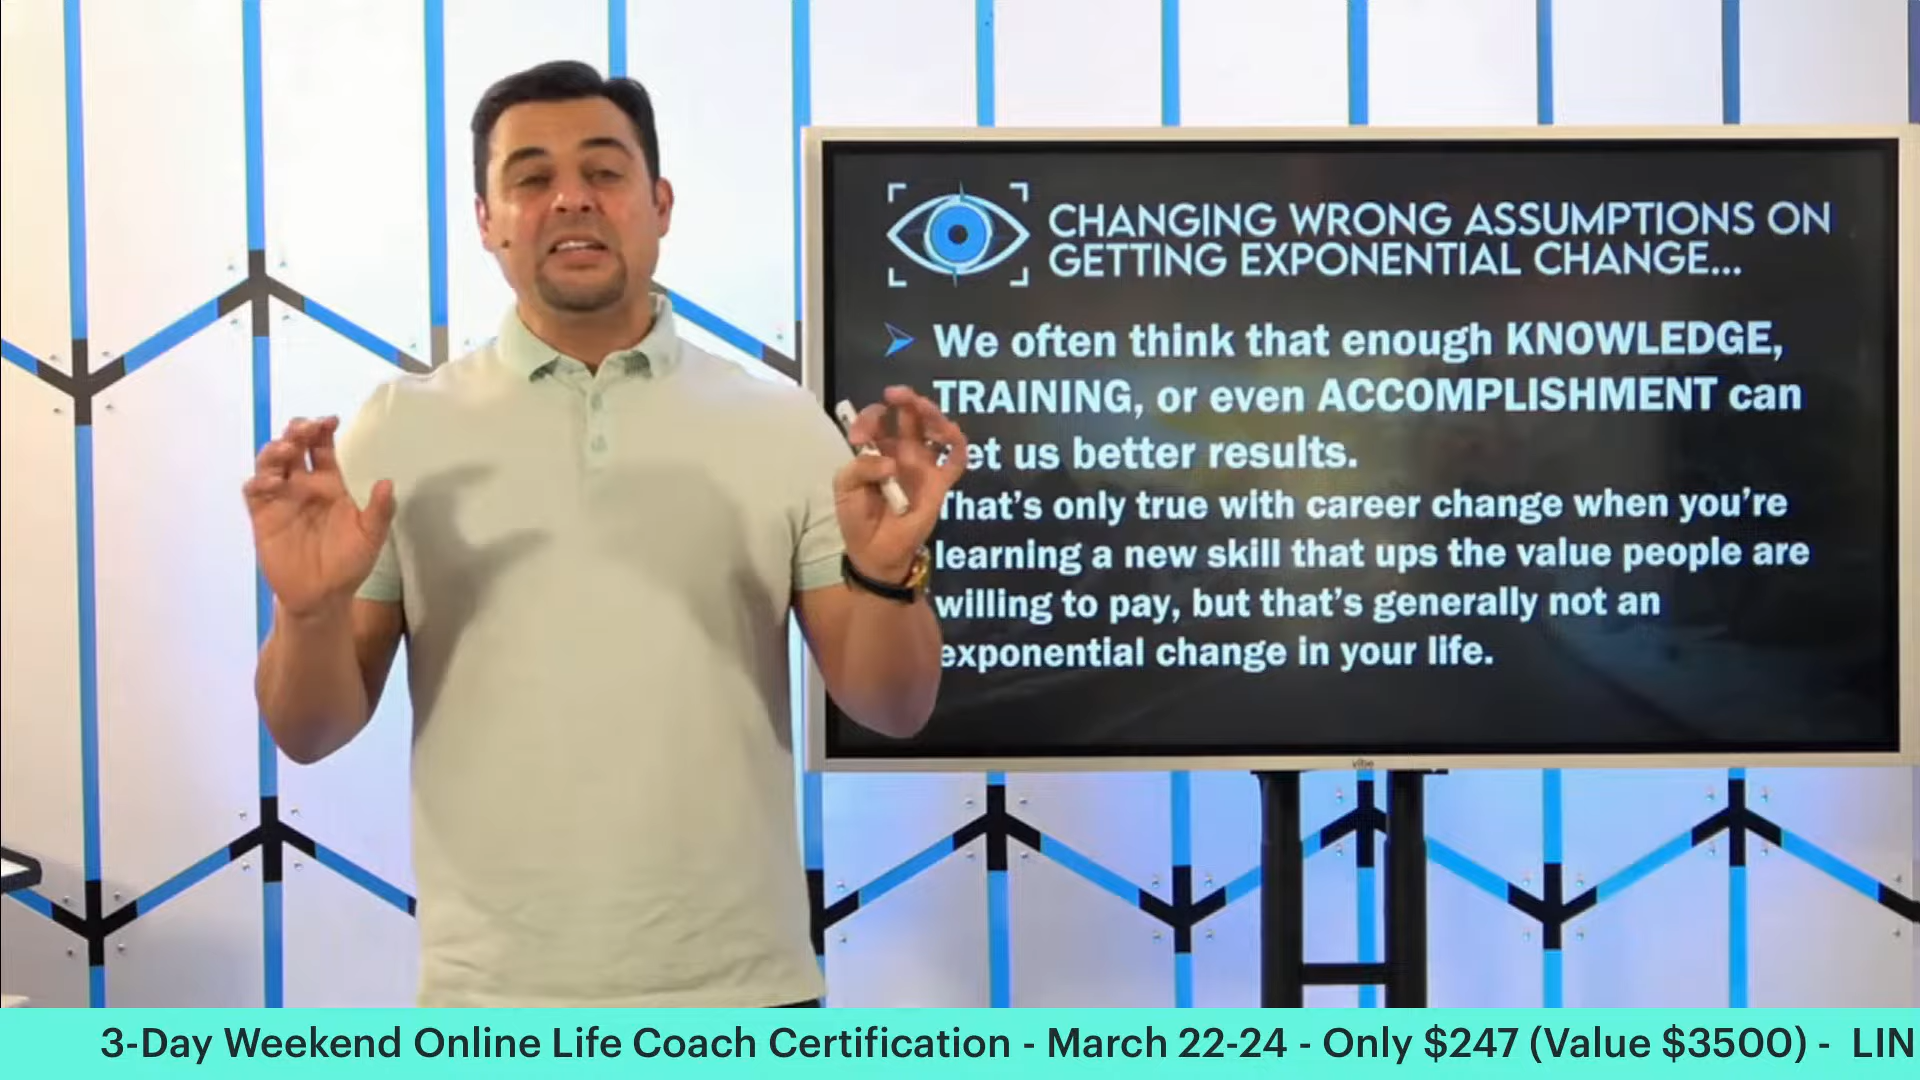 CHANGING WRONG ASSUMPTIONS ON
GETTING EXPONENTIAL CHANGE...
We often think that enough KNOWLEDGE,
TRAINING, or even ACCOMPLISHMENT can
us better results.
That's only true with career change when you're
learning a new skill that ups the value people are
willing to pay, but that's generally not an
exponential change in your life.
vibe
3-Day Weekend Online Life Coach Certification - March 22-24 - Only $247 (Value $3500) - LIN